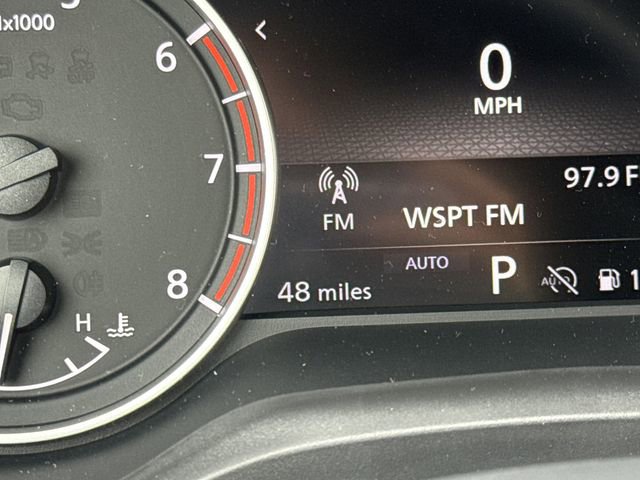 x1000
6
7
8
H
<
0
MPH
97.9 F
FM
WSPT FM
AUTO
P
48 miles